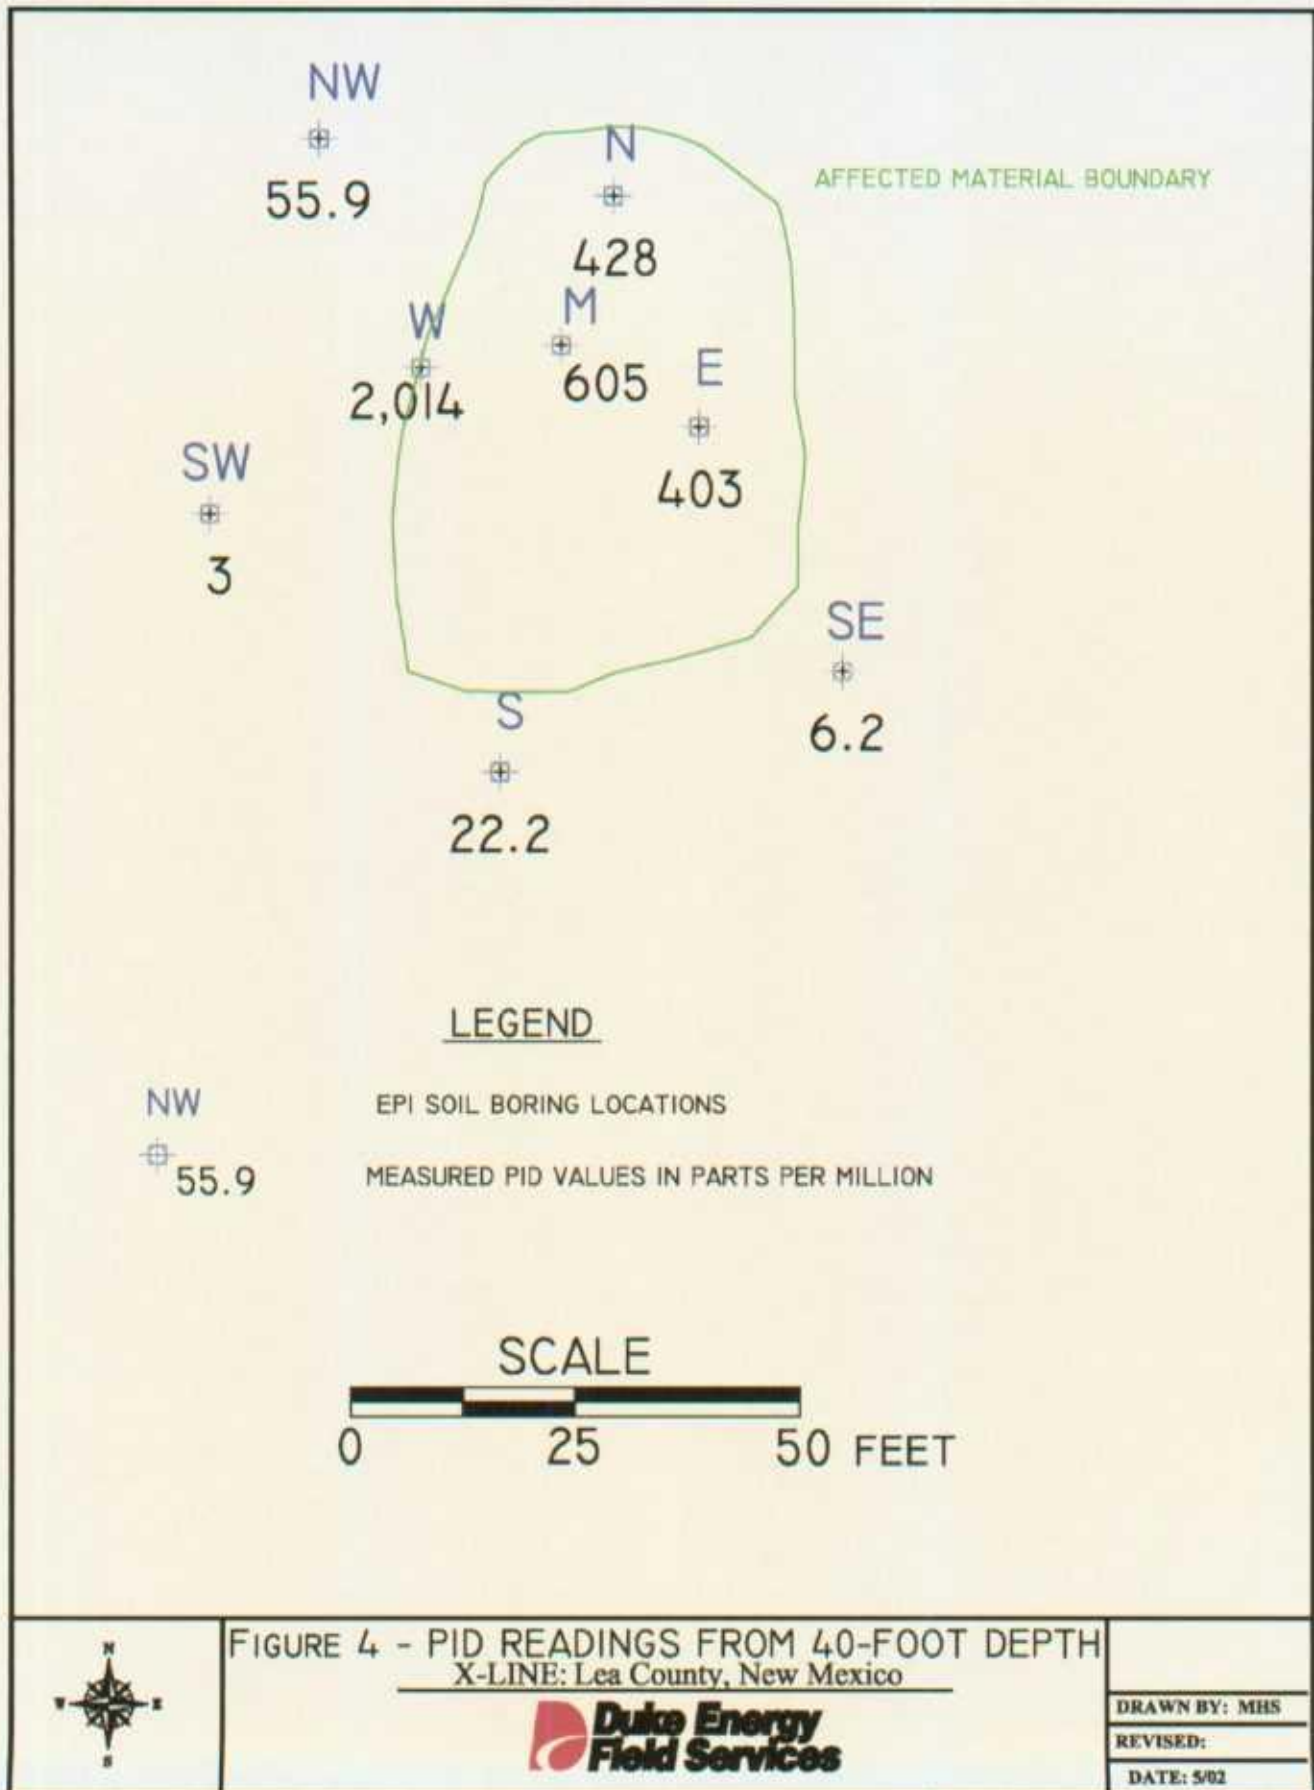 NW
55.9
N
428
AFFECTED MATERIAL BOUNDARY
W
2,014
M
605
E
403
SW
3
SE
6.2
S
22.2
LEGEND
NW
EPI SOIL BORING LOCATIONS
55.9
MEASURED PID VALUES IN PARTS PER MILLION
SCALE
0 25 50 FEET
N
W E
S
FIGURE 4 - PID READINGS FROM 40-FOOT DEPTH
X-LINE: Lea County, New Mexico
Duke Energy
Field Services
DRAWN BY: MHS
REVISED:
DATE: 5/02